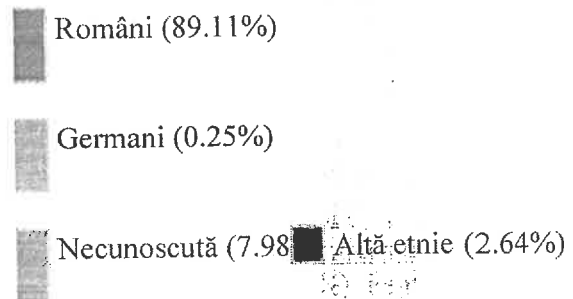 Români (89.11%)
Germani (0.25%)
Necunoscută (7.98 Altă etnie (2.64%)